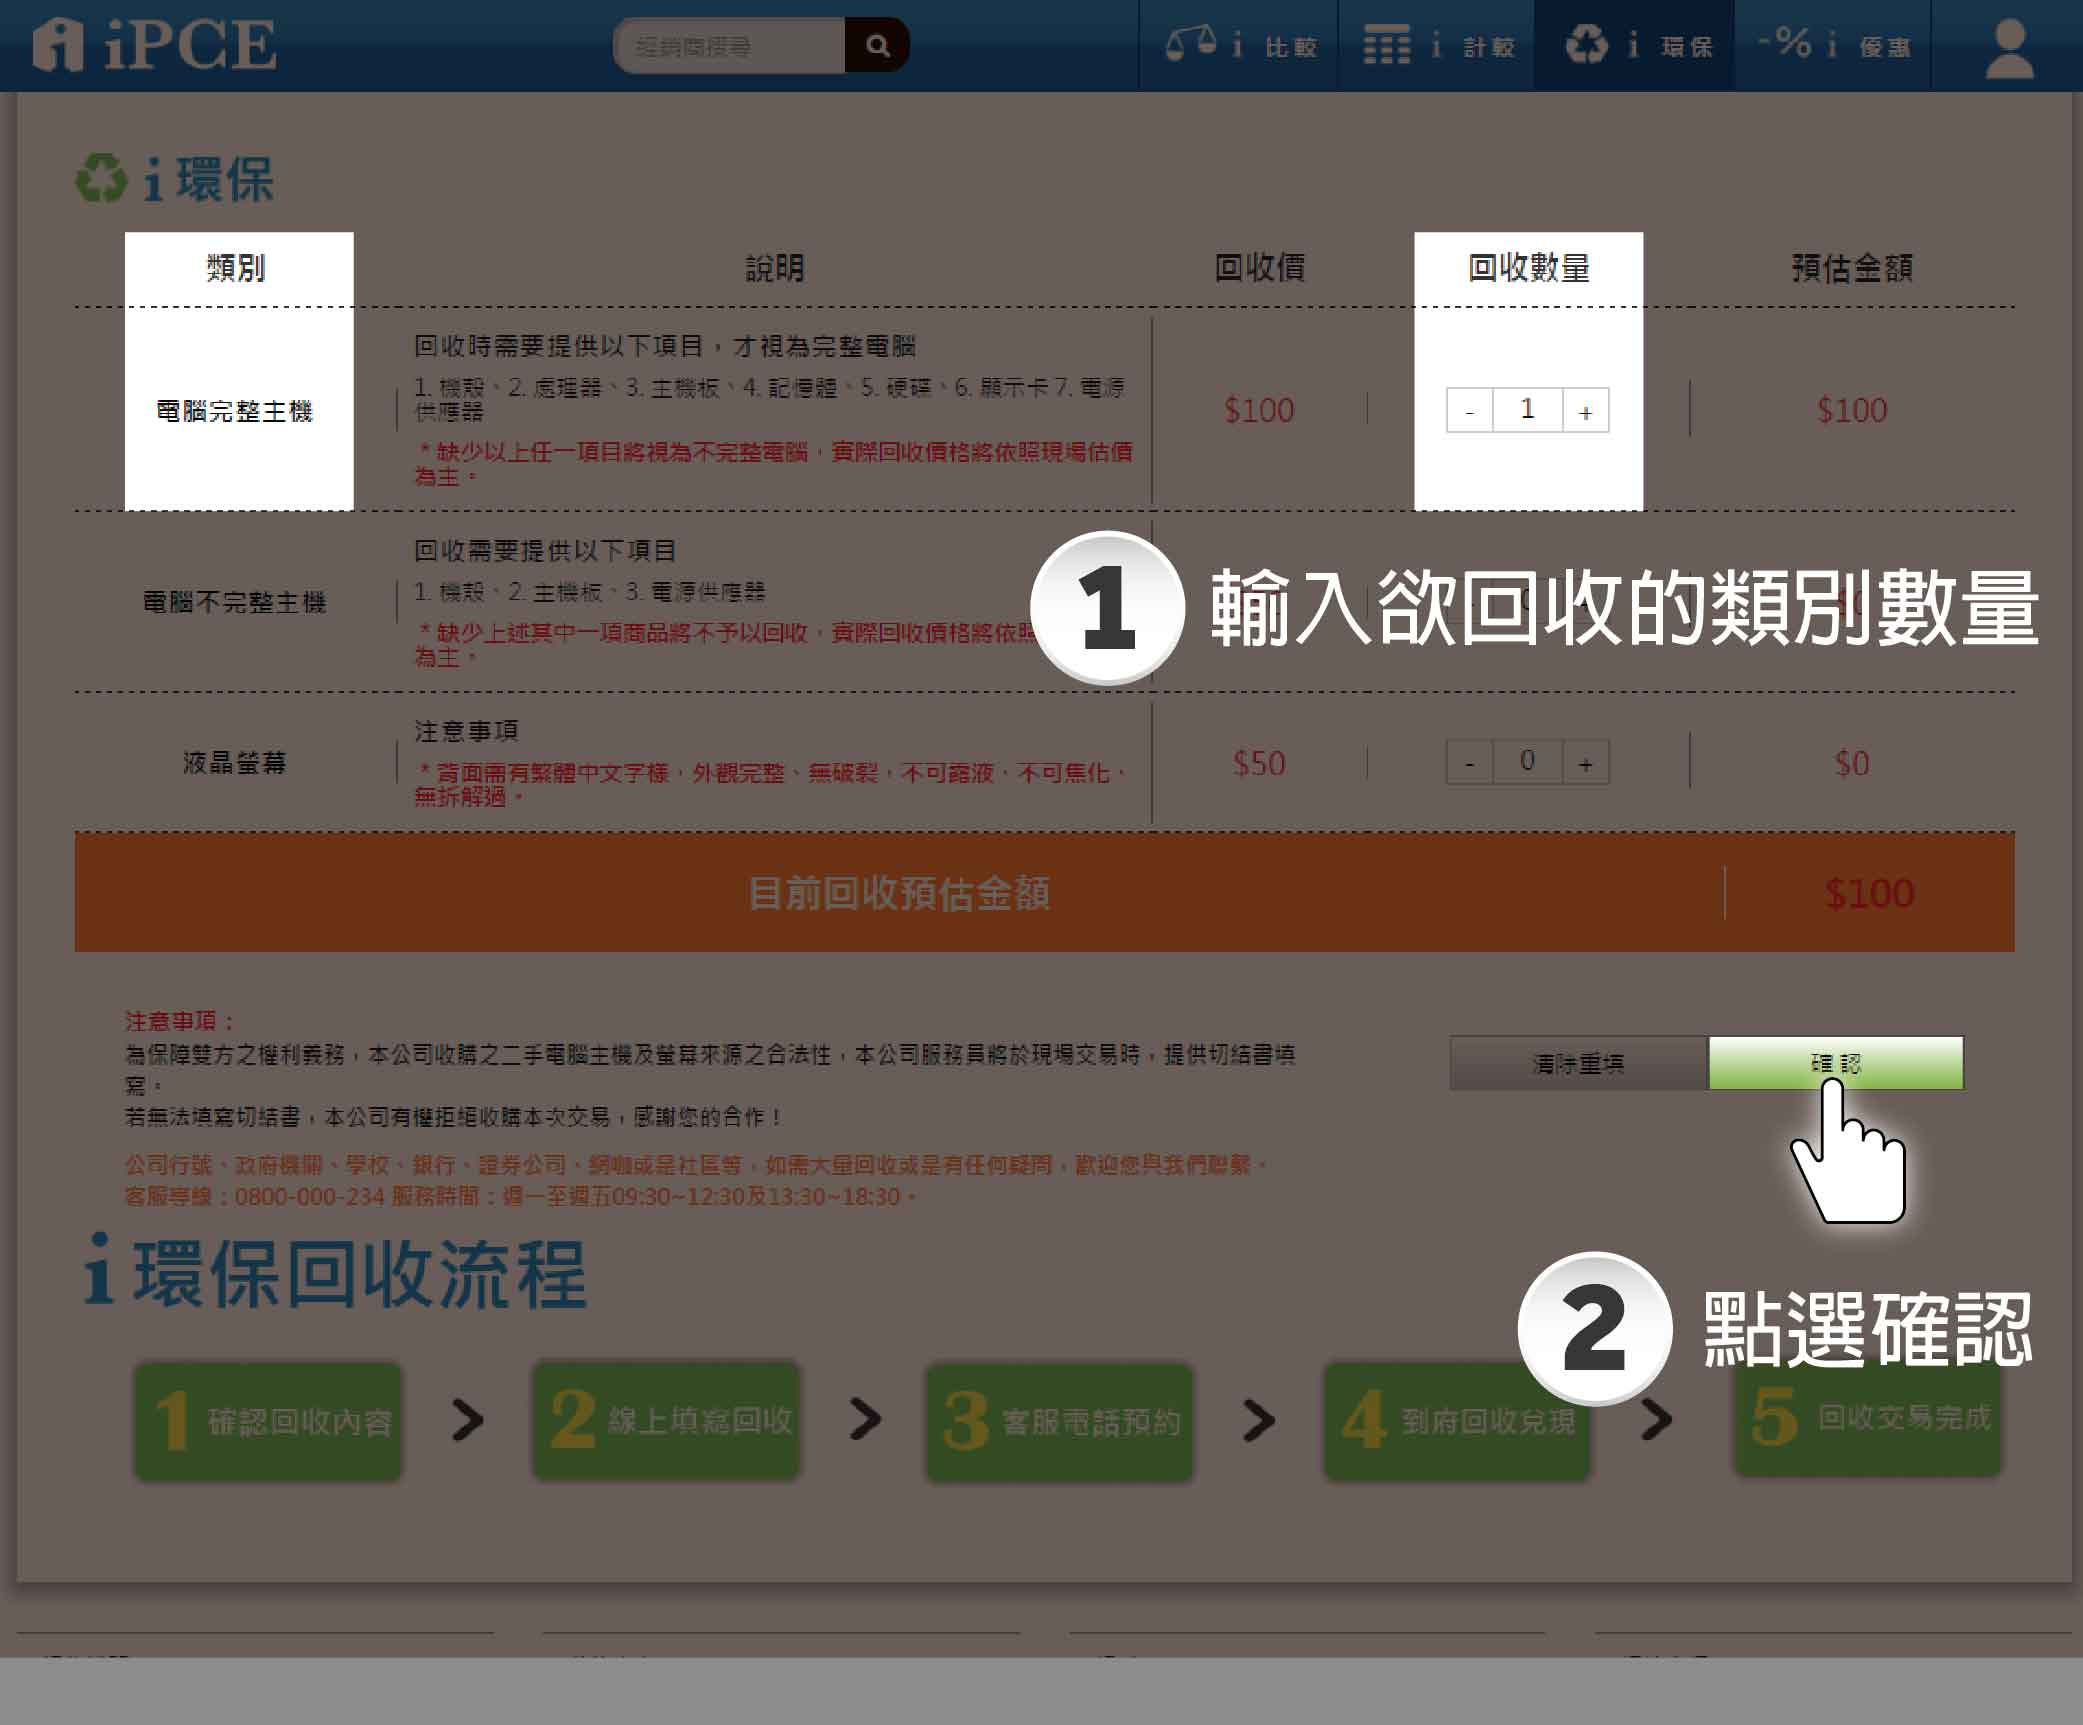 iPCE
經銷商搜尋
i 比較
i 計較
i 環保
-% i 優惠
i 環保
類別 說明 回收價 回收數量 預估金額
電腦完整主機
回收時需要提供以下項目，才視為完整電腦
1. 機殼、2. 處理器、3. 主機板、4. 記憶體、5. 硬碟、6. 顯示卡 7. 電源
供應器
* 缺少以上任一項目將視為不完整電腦，實際回收價格將依照現場估價
為主。
$100
- 1 +
$100
電腦不完整主機
回收需要提供以下項目
1. 機殼、2. 主機板、3. 電源供應器
* 缺少上述其中一項商品將不予以回收，實際回收價格將依照
為主。
1 輸入欲回收的類別數量
液晶螢幕
注意事項
* 背面需有繁體中文字樣，外觀完整、無破裂，不可露液，不可焦化，
無拆解過。
$50
- 0 +
$0
目前回收預估金額 $100
注意事項：
為保障雙方之權利義務，本公司收購之二手電腦主機及螢幕來源之合法性，本公司服務員將於現場交易時，提供切結書填
寫。
若無法填寫切結書，本公司有權拒絕收購本次交易，感謝您的合作！
公司行號、政府機關、學校、銀行、證券公司、網咖或是社區等，如需大量回收或是有任何疑問，歡迎您與我們聯繫。
客服專線：0800-000-234 服務時間：週一至週五09:30~12:30及13:30~18:30。
清除重填
確 認
i 環保回收流程
2 點選確認
1 確認回收內容
>
2 線上填寫回收
>
3 客服電話預約
>
4 到府回收兌現
>
5 回收交易完成